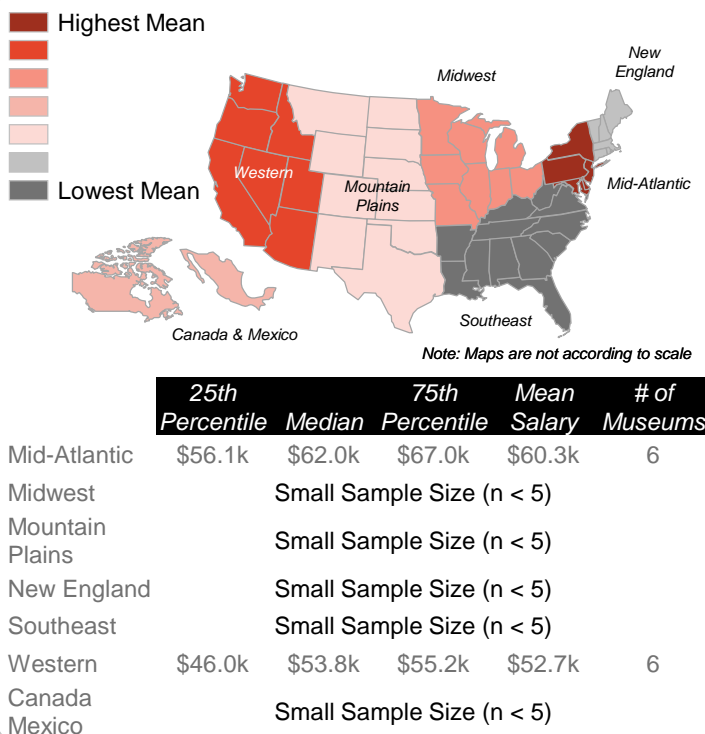 Highest Mean
New
England
Midwest
Western
Mountain
Plains
Lowest Mean
Mid-Atlantic
Southeast
Canada & Mexico
Note: Maps are not according to scale
25th Percentile Median 75th Percentile Mean Salary # of Museums
Mid-Atlantic $56.1k $62.0k $67.0k $60.3k 6
Midwest Small Sample Size (n < 5)
Mountain
Plains Small Sample Size (n < 5)
New England Small Sample Size (n < 5)
Southeast Small Sample Size (n < 5)
Western $46.0k $53.8k $55.2k $52.7k 6
Canada
Mexico Small Sample Size (n < 5)